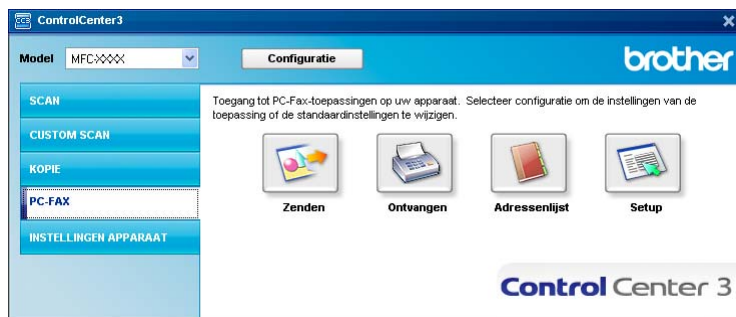 CC3 ControlCenter3
Model MFC-XXXX Configuratie brother
SCAN
CUSTOM SCAN
KOPIE
PC-FAX
INSTELLINGEN APPARAAT
Toegang tot PC-Fax-toepassingen op uw apparaat. Selecteer configuratie om de instellingen van de
toepassing of de standaardinstellingen te wijzigen.
Zenden Ontvangen Adressenlijst Setup
Control Center 3